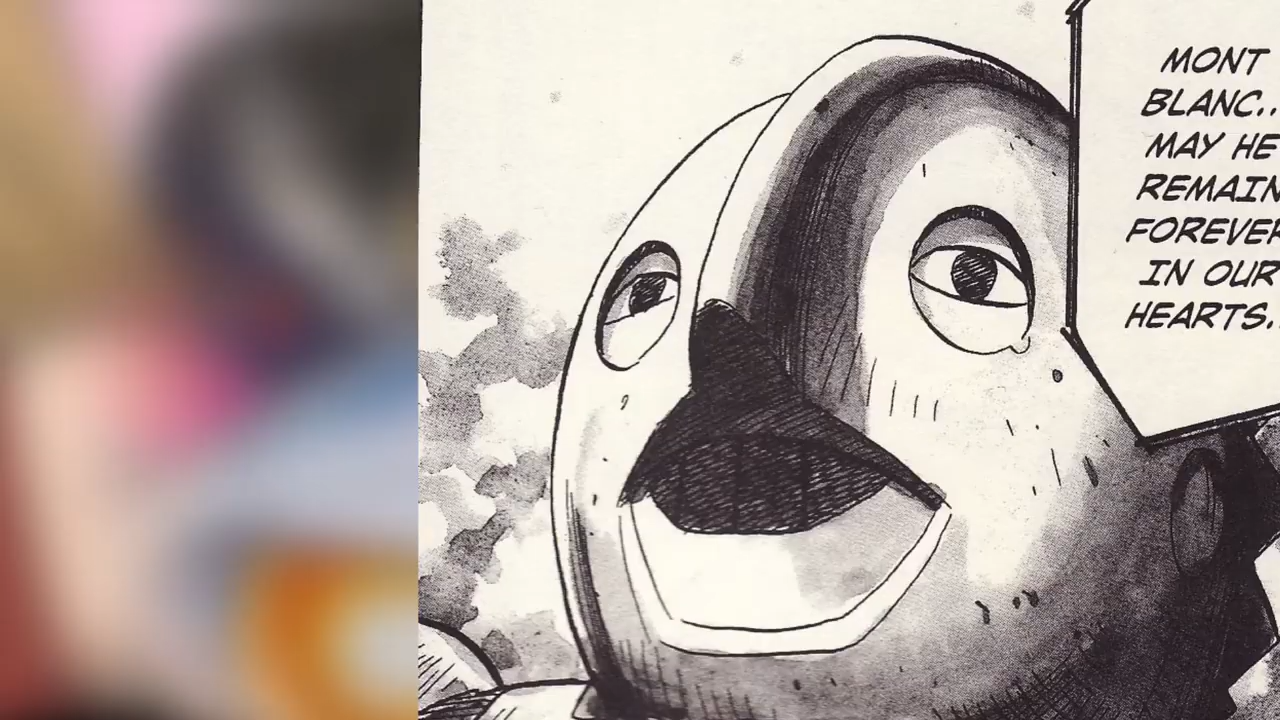 MONT
BLANC..
MAY HE
REMAIN
FOREVER
IN OUR
HEARTS.